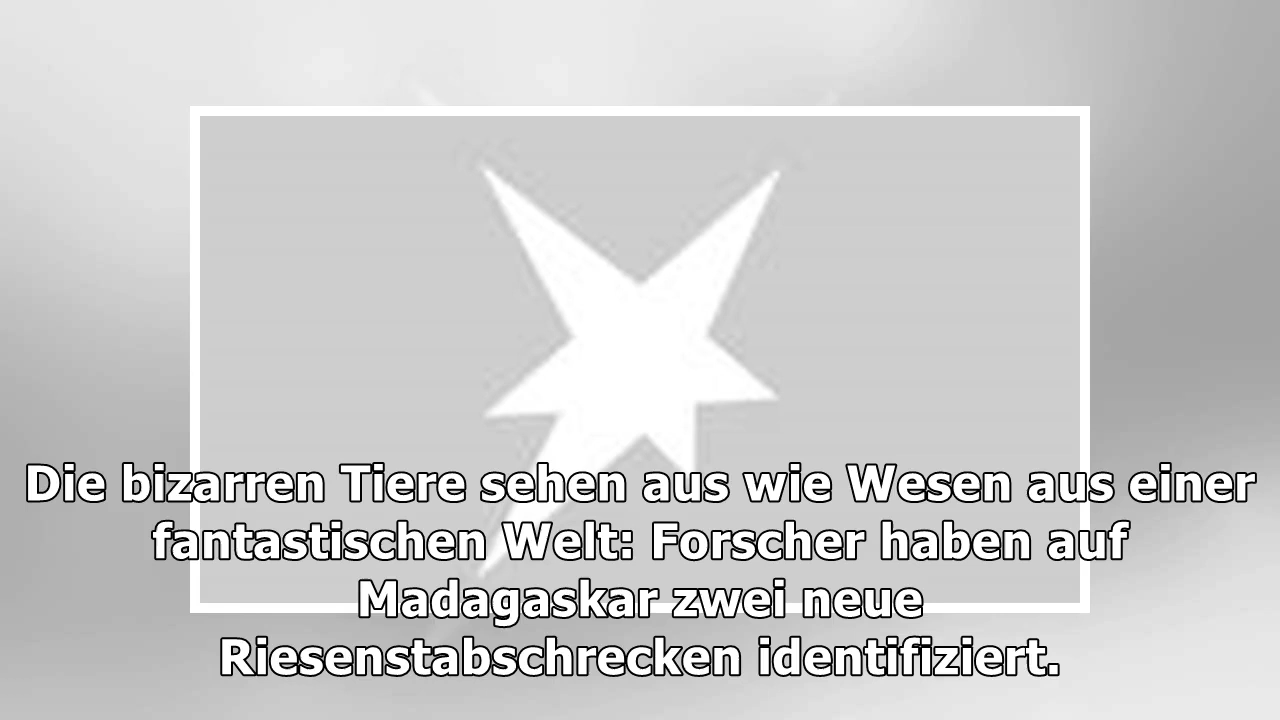 Die bizarren Tiere sehen aus wie Wesen aus einer
fantastischen Welt: Forscher haben auf
Madagaskar zwei neue
Riesenstabschrecken identifiziert.